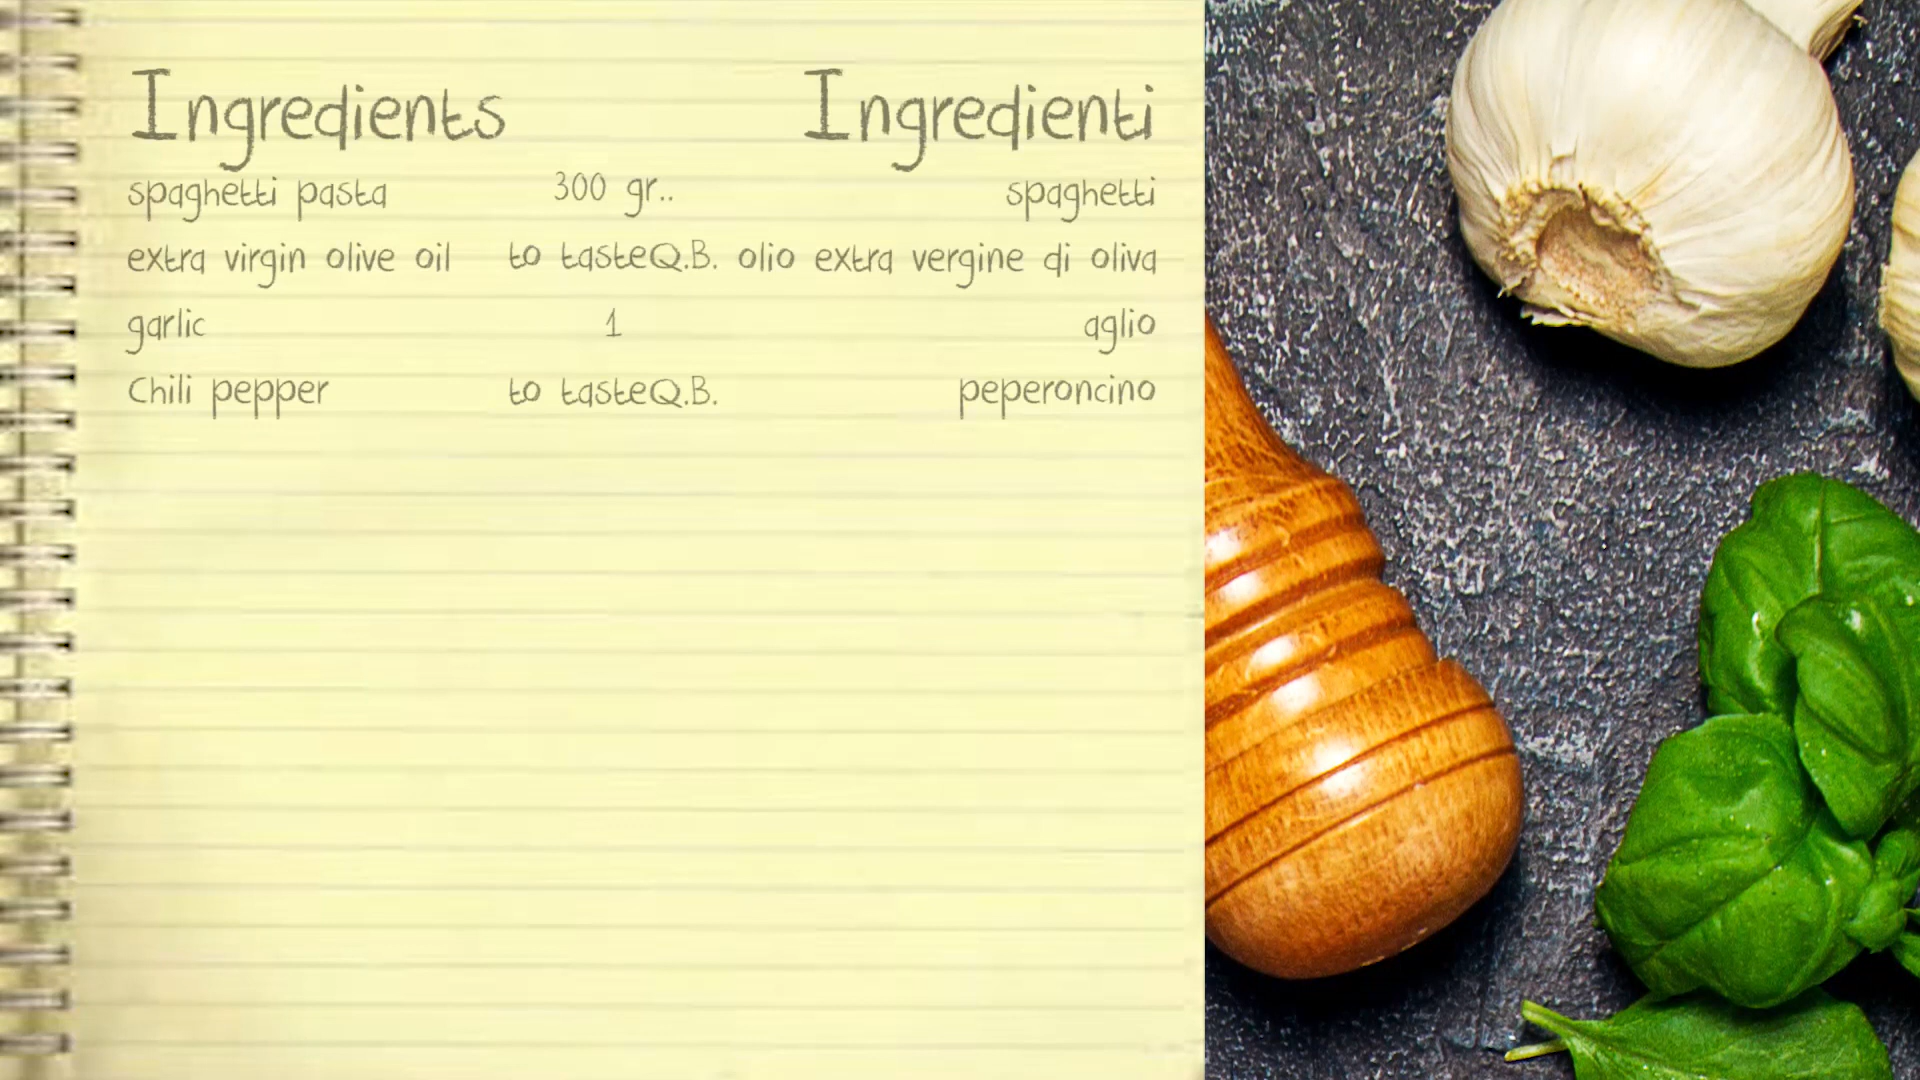 Ingredients Ingredienti
spaghetti pasta 300 gr.. spaghetti
extra virgin olive oil to tasteQ.B. olio extra vergine di oliva
garlic 1 aglio
Chili pepper to tasteQ.B. peperoncino